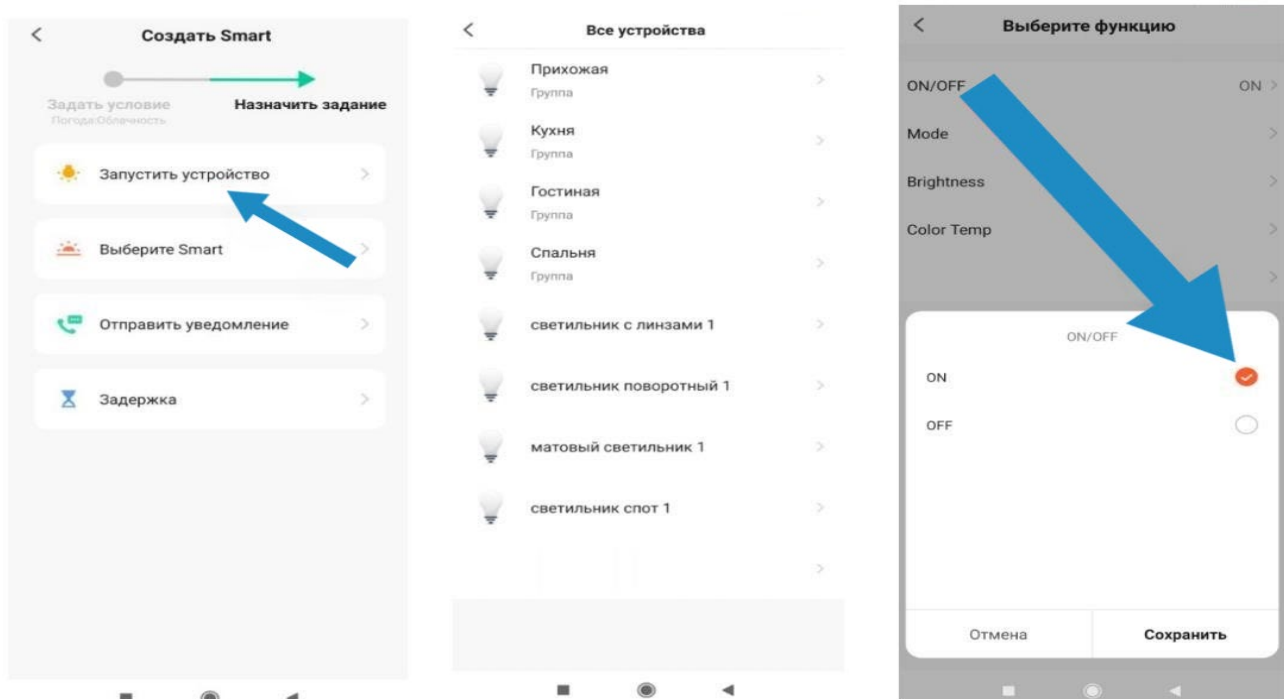 Создать Smart
Задать условие
Погода:Облачность
Назначить задание
Запустить устройство
Выберите Smart
Отправить уведомление
Задержка
Все устройства
Прихожая
Группа
Кухня
Группа
Гостиная
Группа
Спальня
Группа
светильник с линзами 1
светильник поворотный 1
матовый светильник 1
светильник спот 1
Выберите функцию
ON/OFF
ON
Mode
Brightness
Color Temp
ON/OFF
ON
OFF
Отмена
Сохранить